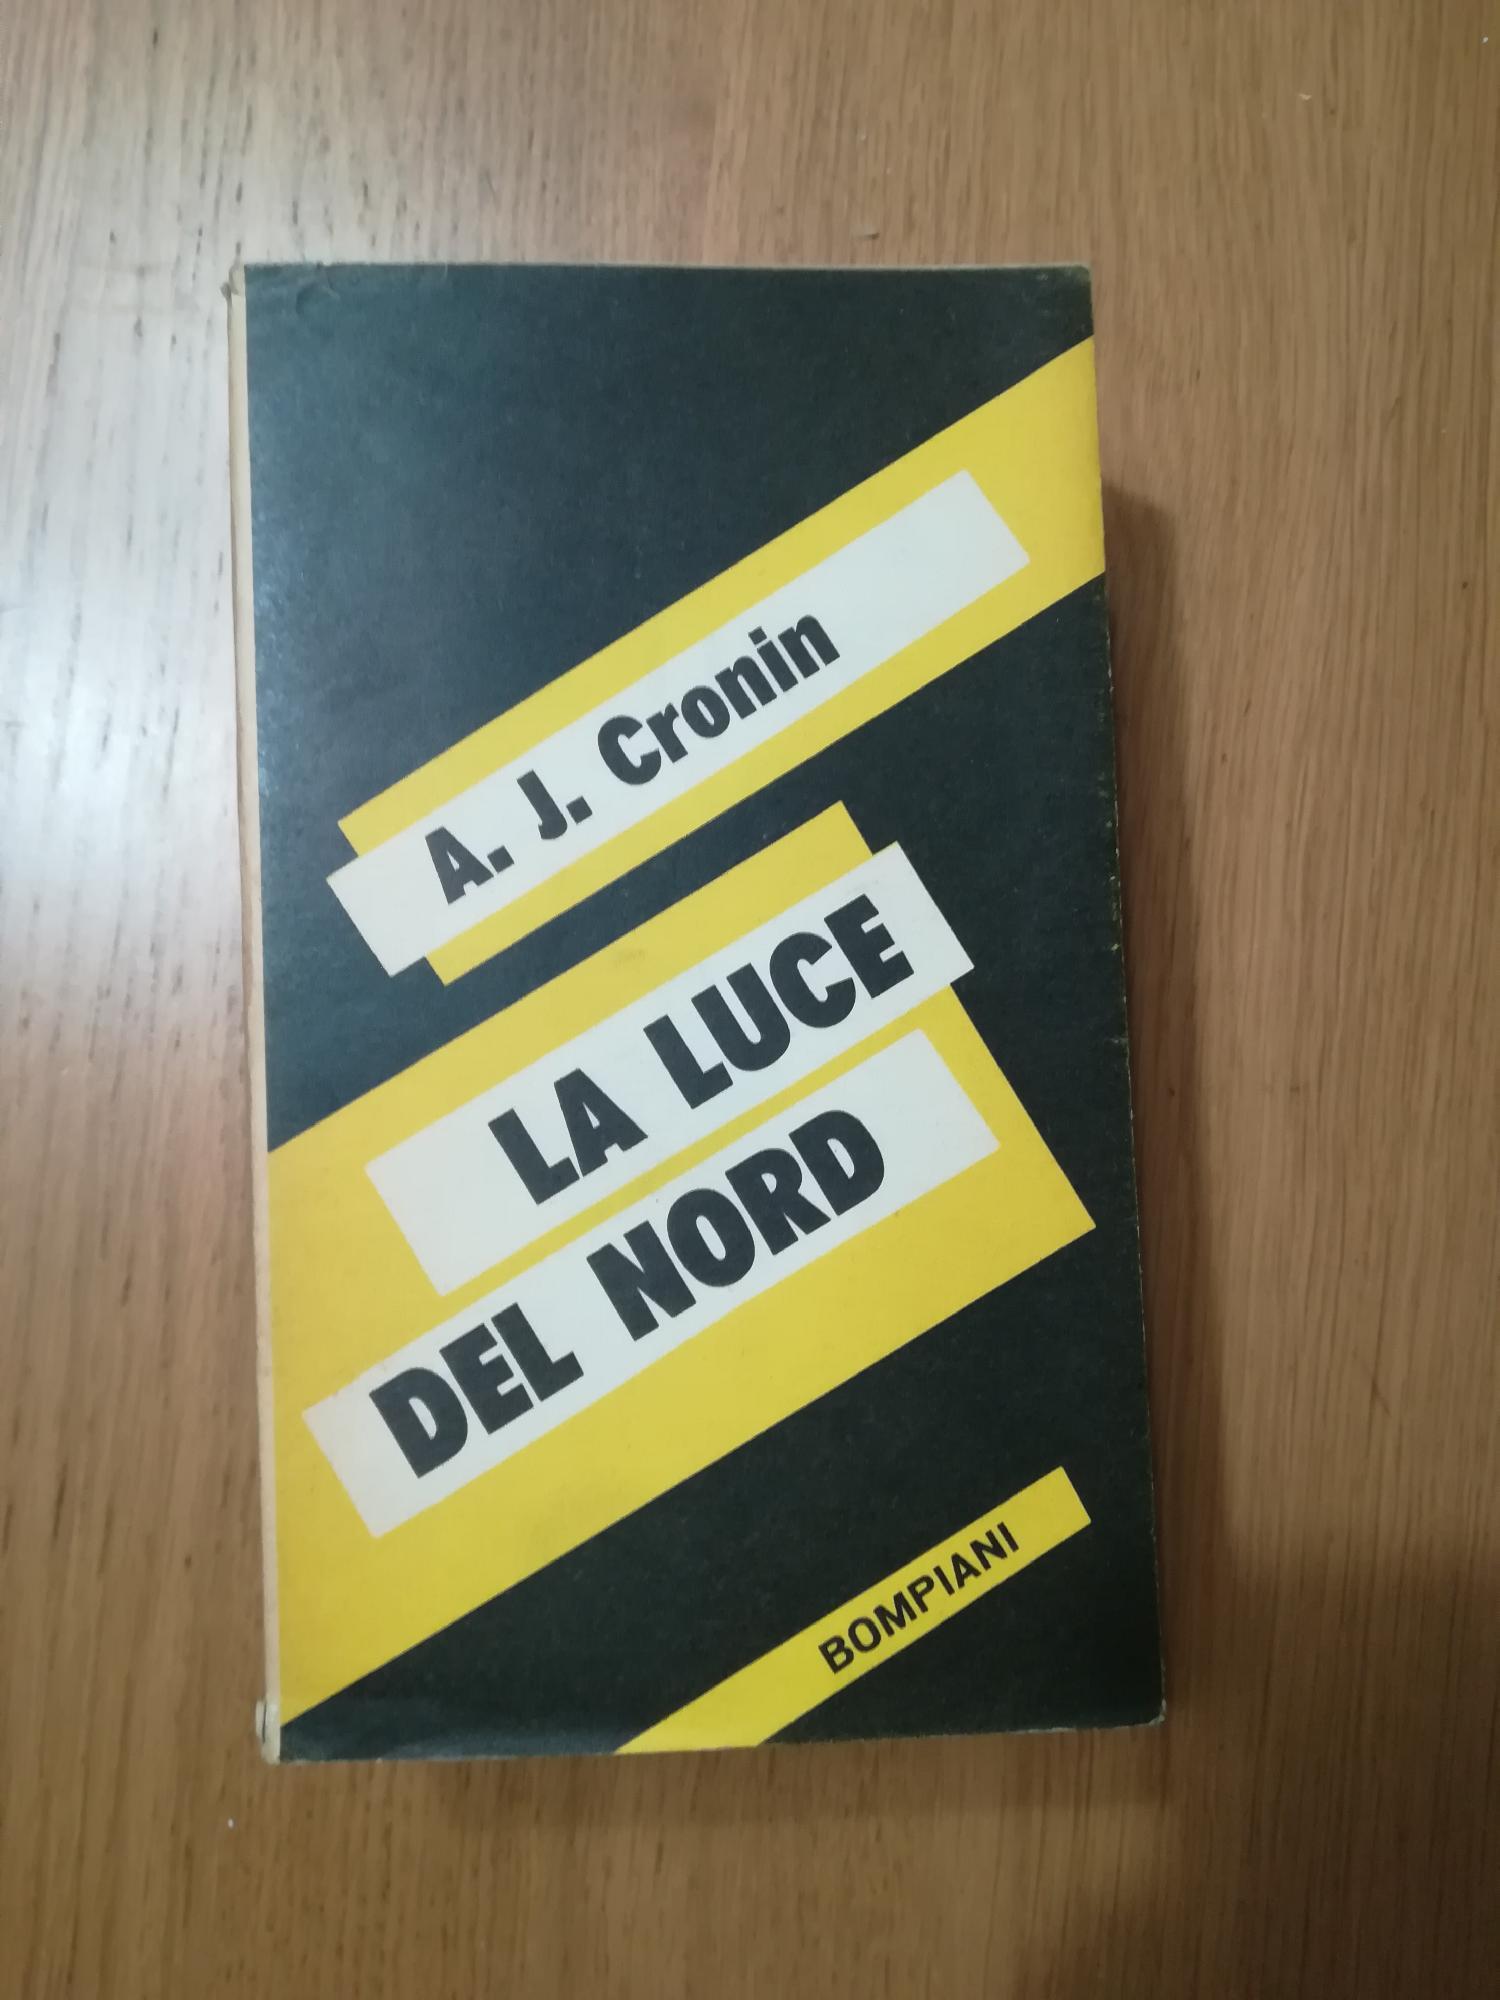 A. J. Cronin
LA LUCE
DEL NORD
BOMPIANI